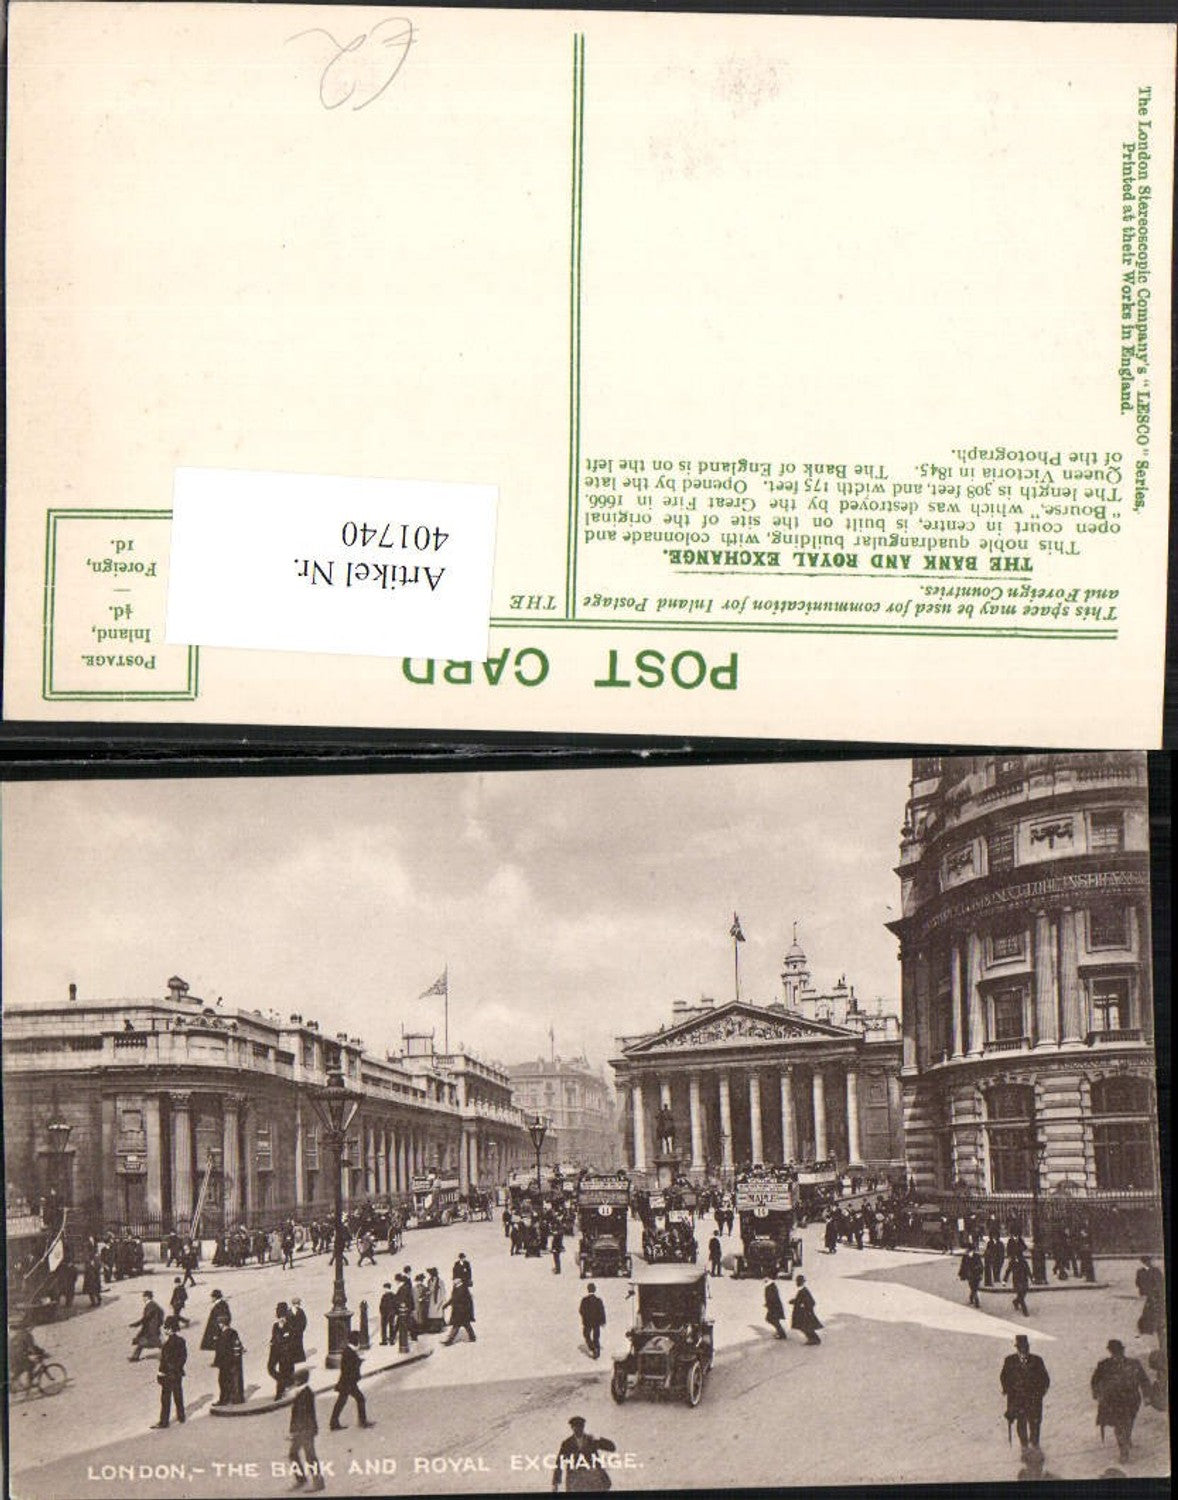 POST CARD
THE
POSTAGE.
Inland,
½d.
—
Foreign,
1d.
Artikel Nr.
401740
This space may be used for communication for Inland Postage
and Foreign Countries.
THE BANK AND ROYAL EXCHANGE.
This noble quadrangular building, with colonnade and
open court in centre, is built on the site of the original
"Bourse," which was destroyed by the Great Fire in 1666.
The length is 308 feet, and width 175 feet. Opened by the late
Queen Victoria in 1845. The Bank of England is on the left
of the Photograph.
The London Stereoscopic Company's "LESCO" Series,
Printed at their Works in England.
MAPLE
11
LONDON,- THE BANK AND ROYAL EXCHANGE.